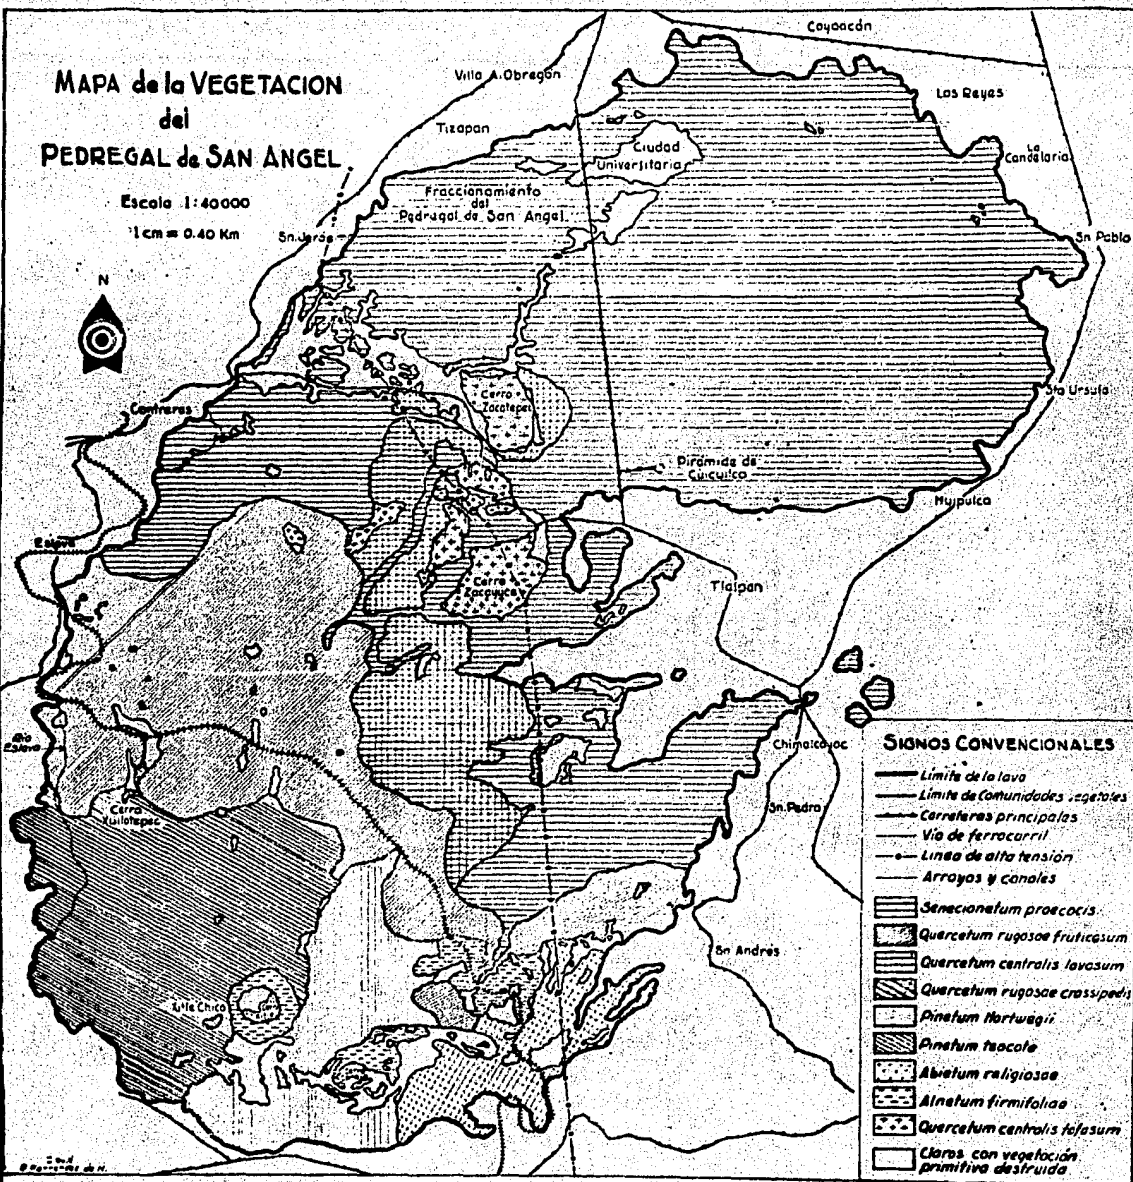 MAPA de la VEGETACION
del
PEDREGAL de SAN ANGEL
Escala 1:40000
1cm = 0.40 Km
N
Coyoacán
Villa A. Obregón
Los Reyes
Tizapan
Ciudad
Universitaria
La
Candelaria
Fraccionamiento
del
Pedregal de San Angel
Sn. Jerón
Sn Pablo
Contreras
Cerro
Zacatepec
Sta Ursula
Pirámide de
Cuicuilco
Huipulco
Eslava
Cerro
Zacayuca
Tlalpan
Río
Eslava
Chimalcoyoc
Cerro
Xuilotepec
Sn. Pedro
Sn Andrés
Xitle Chico
SIGNOS CONVENCIONALES
Límite de la lava
Límite de Comunidades vegetales
Carreteras principales
Vía de ferrocarril
Línea de alta tensión
Arroyos y canales
Senecionetum praecocis
Quercetum rugosae fruticosum
Quercetum centralis lavosum
Quercetum rugosae crassipedis
Pinetum Hartwegii
Pinetum teocote
Abietum religiosae
Alnetum firmifoliae
Quercetum centralis tofosum
Claros con vegetación
primitiva destruida